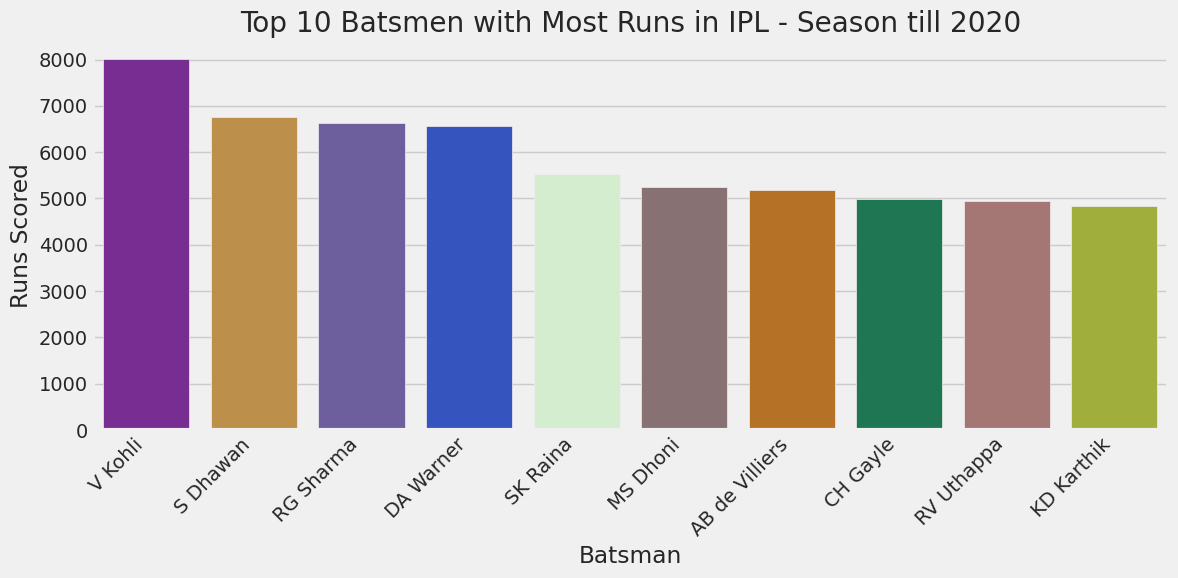 Top 10 Batsmen with Most Runs in IPL - Season till 2020
Runs Scored
8000
7000
6000
5000
4000
3000
2000
1000
0
V Kohli
S Dhawan
RG Sharma
DA Warner
SK Raina
MS Dhoni
AB de Villiers
CH Gayle
RV Uthappa
KD Karthik
Batsman